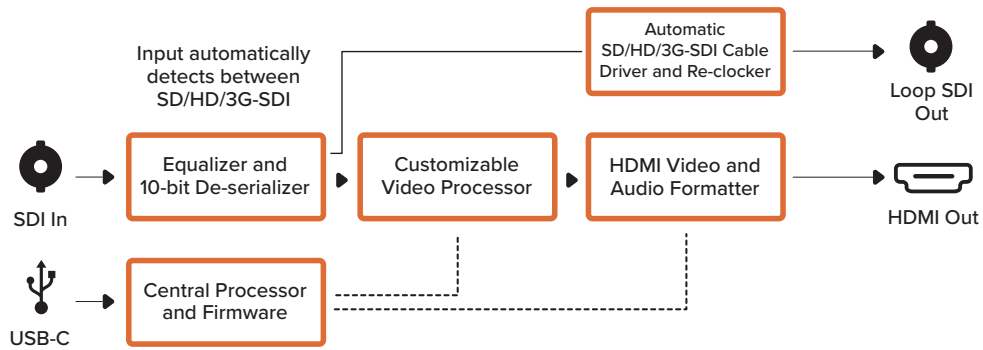 Input automatically
detects between
SD/HD/3G-SDI
Automatic
SD/HD/3G-SDI Cable
Driver and Re-clocker
Loop SDI
Out
SDI In
Equalizer and
10-bit De-serializer
Customizable
Video Processor
HDMI Video and
Audio Formatter
HDMI Out
USB-C
Central Processor
and Firmware